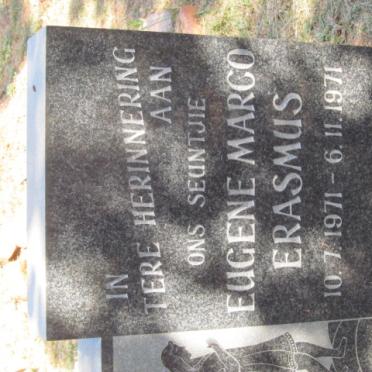 IN
TERE HERINNERING
AAN
ONS SEUNTJIE
EUGENE MARCO
ERASMUS
10.7.1971 – 6.11.1971